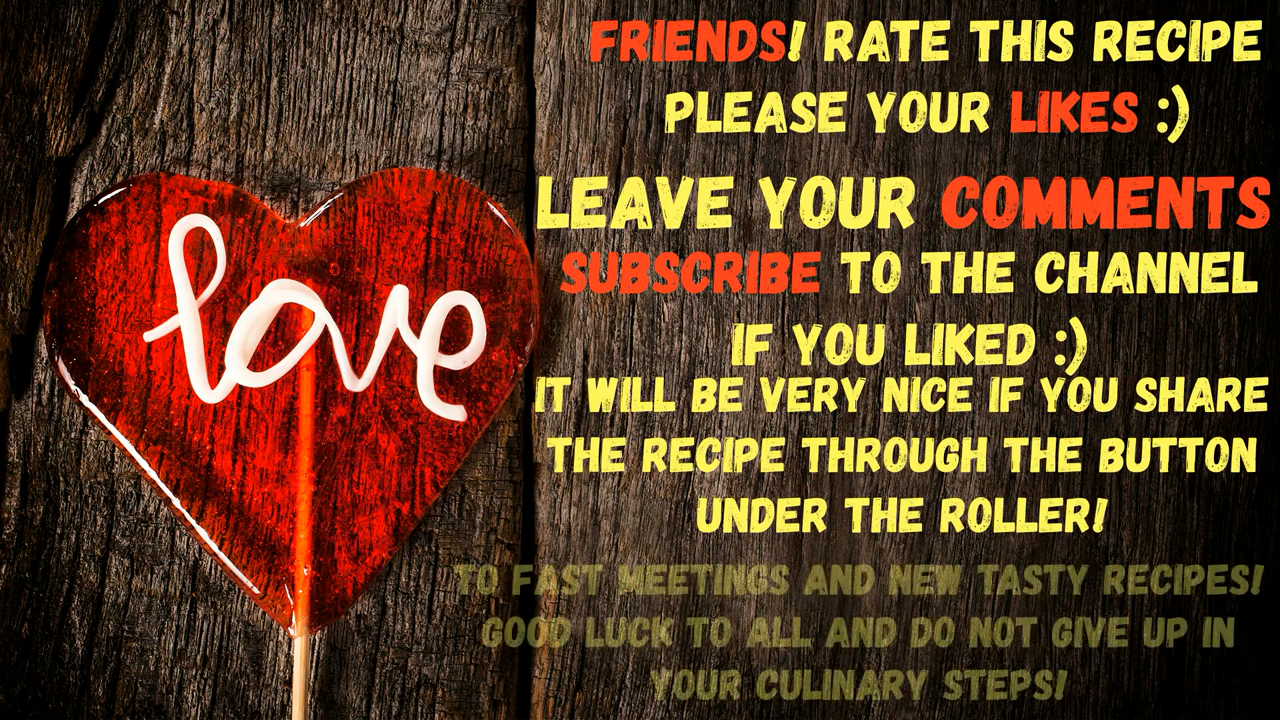 love
FRIENDS! RATE THIS RECIPE
PLEASE YOUR LIKES :)
LEAVE YOUR COMMENTS
SUBSCRIBE TO THE CHANNEL
IF YOU LIKED :)
IT WILL BE VERY NICE IF YOU SHARE
THE RECIPE THROUGH THE BUTTON
UNDER THE ROLLER!
TO FAST MEETINGS AND NEW TASTY RECIPES!
GOOD LUCK TO ALL AND DO NOT GIVE UP IN
YOUR CULINARY STEPS!